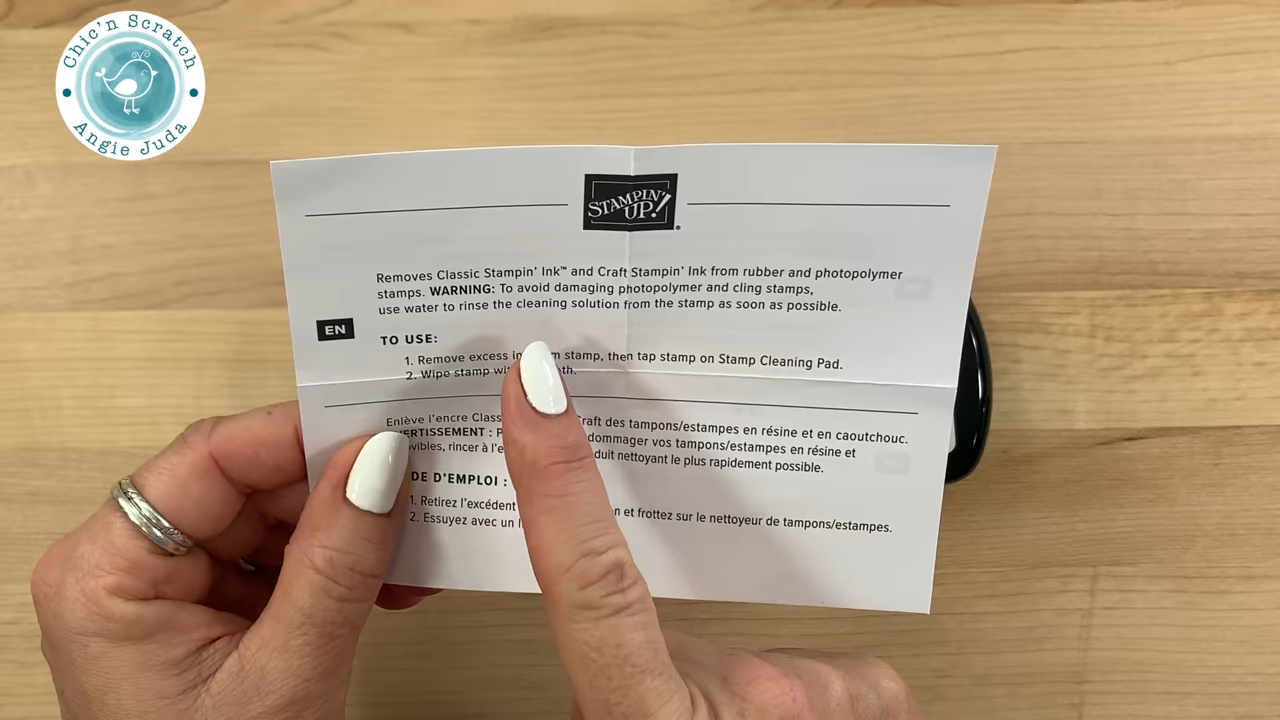 Chic'n Scratch
Angie Juda
STAMPIN'
UP!
Removes Classic Stampin' Ink™ and Craft Stampin' Ink from rubber and photopolymer
stamps. WARNING: To avoid damaging photopolymer and cling stamps,
use water to rinse the cleaning solution from the stamp as soon as possible.
EN
TO USE:
1. Remove excess stamp, then tap stamp on Stamp Cleaning Pad.
2. Wipe stamp
Enlève l'encre Craft des tampons/estampes en résine et en caoutchouc.
vos tampons/estampes en résine et
rincer à nettoyant le plus rapidement possible.
D'EMPLOI :
1. Retirez l'excédent et frottez sur le nettoyeur de tampons/estampes.
2. Essuyez avec un